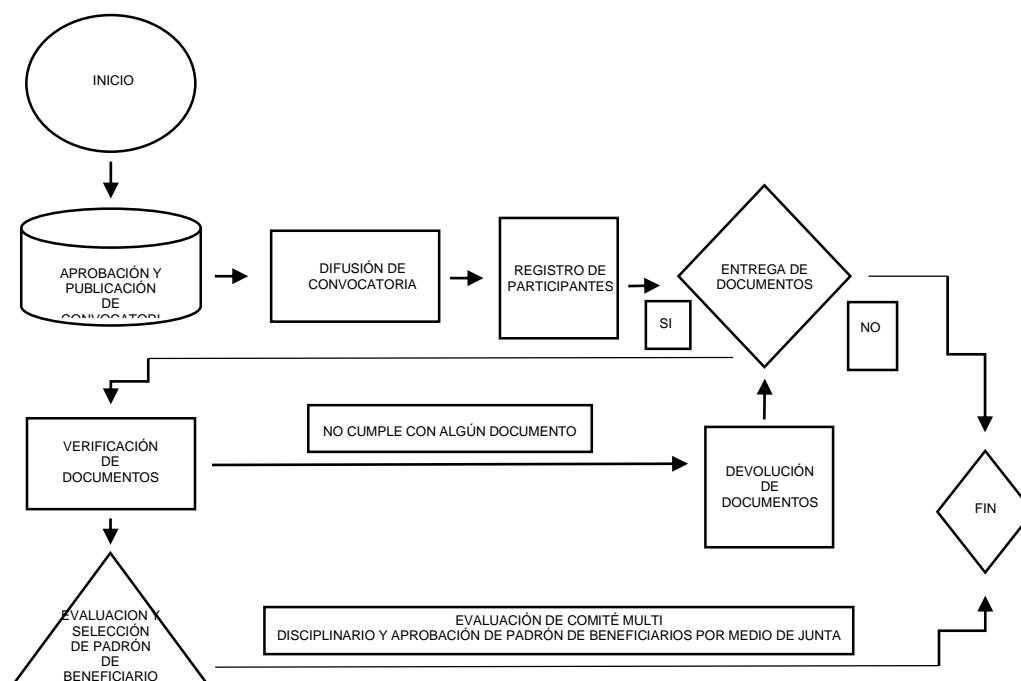 INICIO
APROBACIÓN Y
PUBLICACIÓN
DE
DIFUSIÓN DE
CONVOCATORIA
REGISTRO DE
PARTICIPANTES
ENTREGA DE
DOCUMENTOS
SI
NO
NO CUMPLE CON ALGÚN DOCUMENTO
VERIFICACIÓN
DE
DOCUMENTOS
DEVOLUCIÓN
DE
DOCUMENTOS
FIN
EVALUACION Y
SELECCIÓN
DE PADRÓN
DE
BENEFICIARIO
EVALUACIÓN DE COMITÉ MULTI
DISCIPLINARIO Y APROBACIÓN DE PADRÓN DE BENEFICIARIOS POR MEDIO DE JUNTA